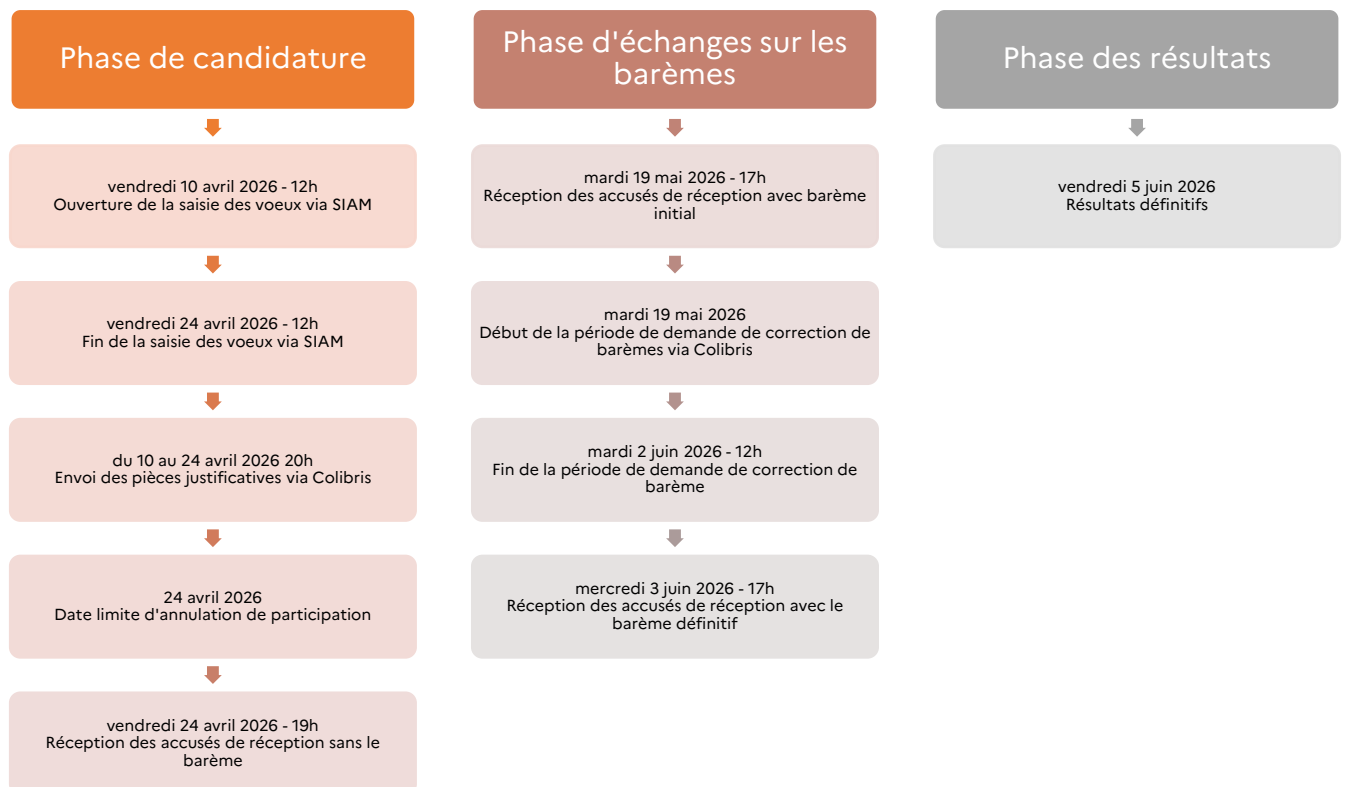 Phase de candidature
vendredi 10 avril 2026 - 12h
Ouverture de la saisie des voeux via SIAM
vendredi 24 avril 2026 - 12h
Fin de la saisie des voeux via SIAM
du 10 au 24 avril 2026 20h
Envoi des pièces justificatives via Colibris
24 avril 2026
Date limite d'annulation de participation
vendredi 24 avril 2026 - 19h
Réception des accusés de réception sans le
barème
Phase d'échanges sur les
barèmes
mardi 19 mai 2026 - 17h
Réception des accusés de réception avec barème
initial
mardi 19 mai 2026
Début de la période de demande de correction de
barèmes via Colibris
mardi 2 juin 2026 - 12h
Fin de la période de demande de correction de
barème
mercredi 3 juin 2026 - 17h
Réception des accusés de réception avec le
barème définitif
Phase des résultats
vendredi 5 juin 2026
Résultats définitifs